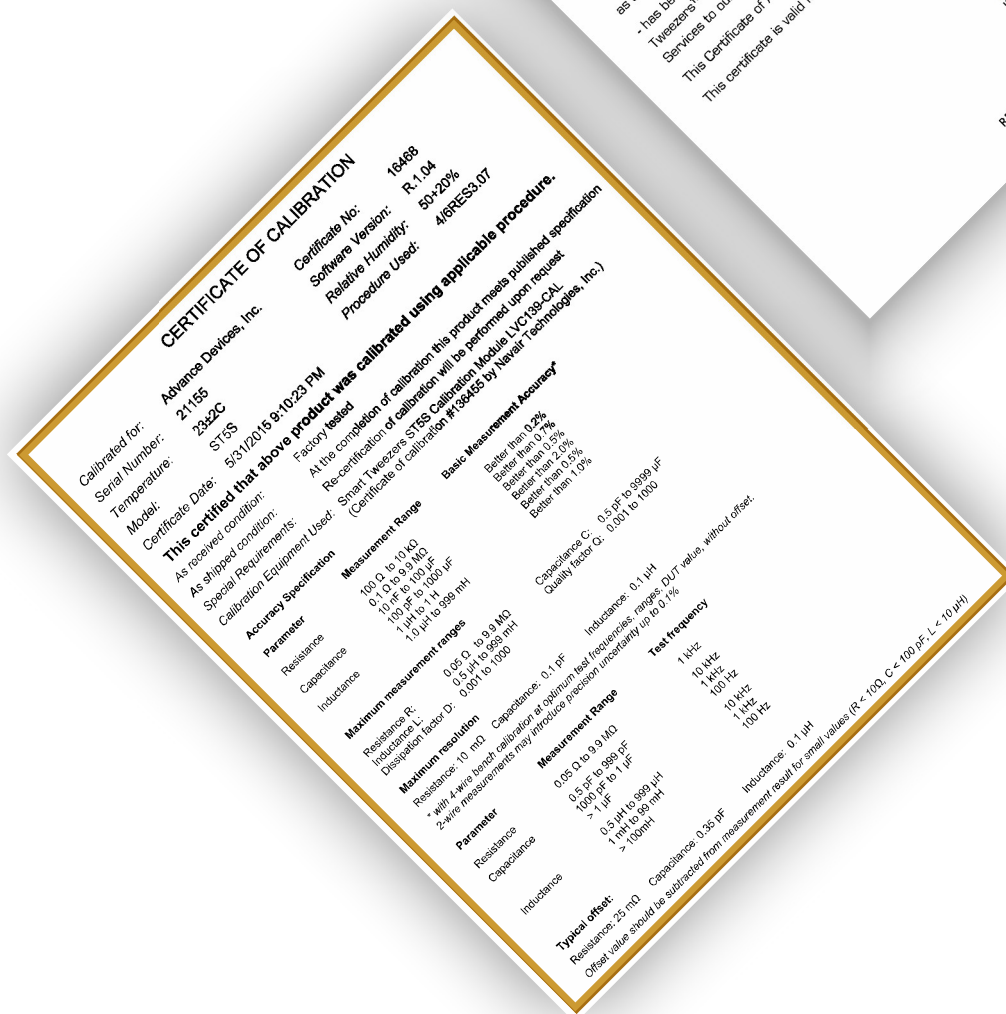 as
- has be
Tweezers
Services to ou
This Certificate of
This certificate is valid
CERTIFICATE OF CALIBRATION
Calibrated for: Advance Devices, Inc. Certificate No: 16468
Serial Number: 21155 Software Version: R.1.04
Temperature: 23±2C Relative Humidity: 50+20%
Model: ST5S Procedure Used: 4/6RES3.07
Certificate Date: 5/31/2015 9:10:23 PM
This certified that above product was calibrated using applicable procedure.
As received condition: Factory tested
As shipped condition: At the completion of calibration this product meets published specification
Special Requirements: Re-certification of calibration will be performed upon request
Calibration Equipment Used: Smart Tweezers ST5S Calibration Module LVC139-CAL
(Certificate of calibration #136455 by Navair Technologies, Inc.)
Accuracy Specification
Parameter Measurement Range Basic Measurement Accuracy*
Resistance 100 Ω to 10 kΩ Better than 0.2%
0.1 Ω to 9.9 MΩ Better than 0.7%
Capacitance 10 nF to 100 µF Better than 0.5%
100 pF to 1000 uF Better than 2.0%
Inductance 1 µH to 1 H Better than 0.5%
1.0 µH to 999 mH Better than 1.0%
Maximum measurement ranges
Resistance R: 0.05 Ω to 9.9 MΩ Capacitance C: 0.5 pF to 9999 µF
Inductance L: 0.5 µH to 999 mH Quality factor Q: 0.001 to 1000
Dissipation factor D: 0.001 to 1000
Maximum resolution
Resistance: 10 mΩ Capacitance: 0.1 pF Inductance: 0.1 µH
* with 4-wire bench calibration at optimum test frequencies, ranges, DUT value, without offset.
2-wire measurements may introduce precision uncertainty up to 0.1%
Parameter Measurement Range Test frequency
Resistance 0.05 Ω to 9.9 MΩ 1 kHz
Capacitance 0.5 pF to 999 pF 10 kHz
1000 pF to 1 µF 1 kHz
> 1 µF 100 Hz
Inductance 0.5 µH to 999 µH 10 kHz
1 mH to 99 mH 1 kHz
> 100mH 100 Hz
Typical offset:
Resistance: 25 mΩ Capacitance: 0.35 pF Inductance: 0.1 µH
Offset value should be subtracted from measurement result for small values (R < 10Ω, C < 100 pF, L < 10 µH)